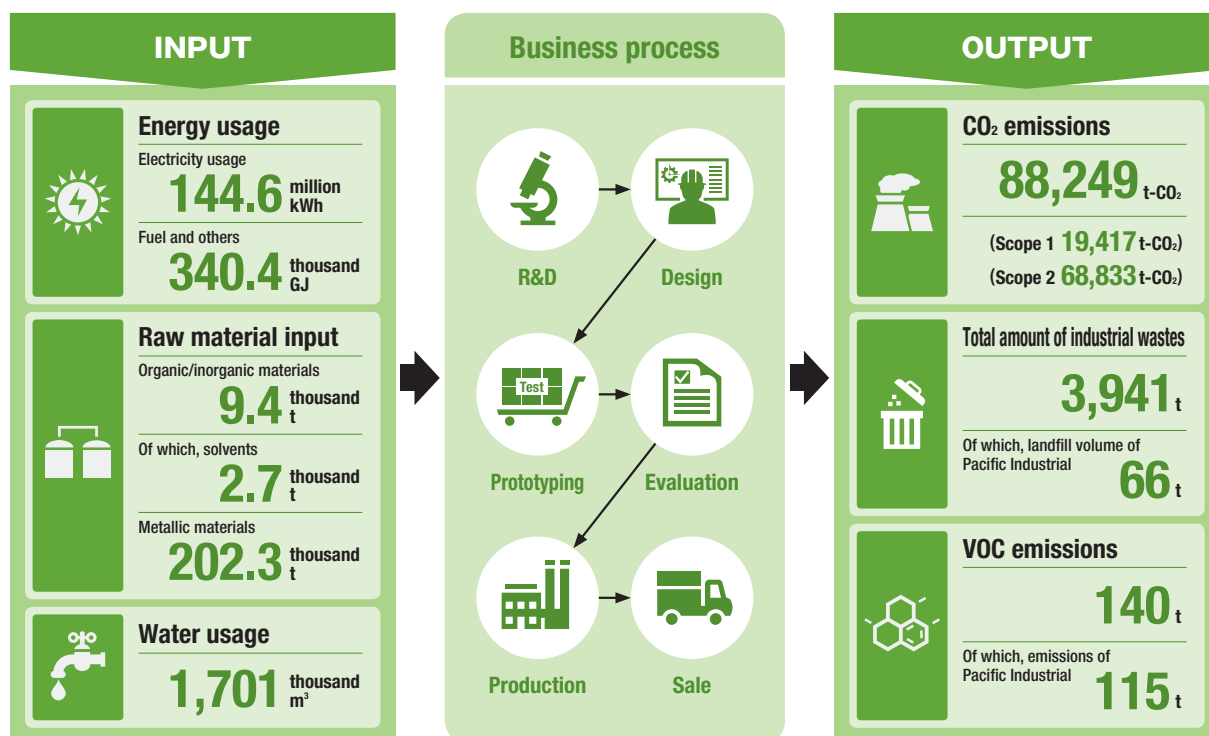 INPUT
Energy usage
Electricity usage
144.6 million kWh
Fuel and others
340.4 thousand GJ
Raw material input
Organic/inorganic materials
9.4 thousand t
Of which, solvents
2.7 thousand t
Metallic materials
202.3 thousand t
Water usage
1,701 thousand m³
Business process
R&D
Design
Test
Prototyping
Evaluation
Production
Sale
OUTPUT
CO₂ emissions
88,249 t-CO₂
(Scope 1 19,417 t-CO₂)
(Scope 2 68,833 t-CO₂)
Total amount of industrial wastes
3,941 t
Of which, landfill volume of
Pacific Industrial
66 t
VOC emissions
140 t
Of which, emissions of
Pacific Industrial
115 t